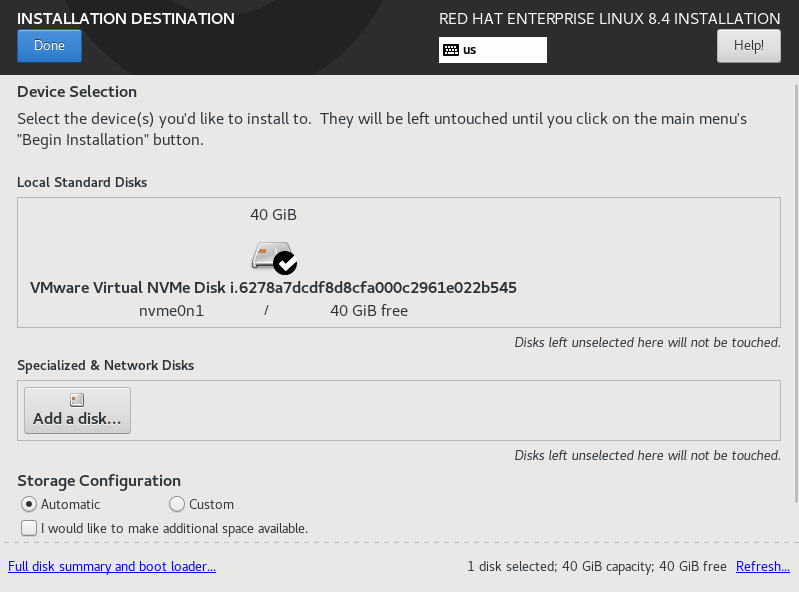 INSTALLATION DESTINATION
RED HAT ENTERPRISE LINUX 8.4 INSTALLATION
Done
us
Help!
Device Selection
Select the device(s) you'd like to install to.  They will be left untouched until you click on the main menu's
"Begin Installation" button.
Local Standard Disks
40 GiB
VMware Virtual NVMe Disk i.6278a7dcdf8d8cfa000c2961e022b545
nvme0n1 / 40 GiB free
Disks left unselected here will not be touched.
Specialized & Network Disks
Add a disk...
Disks left unselected here will not be touched.
Storage Configuration
Automatic Custom
I would like to make additional space available.
Full disk summary and boot loader... 1 disk selected; 40 GiB capacity; 40 GiB free Refresh...